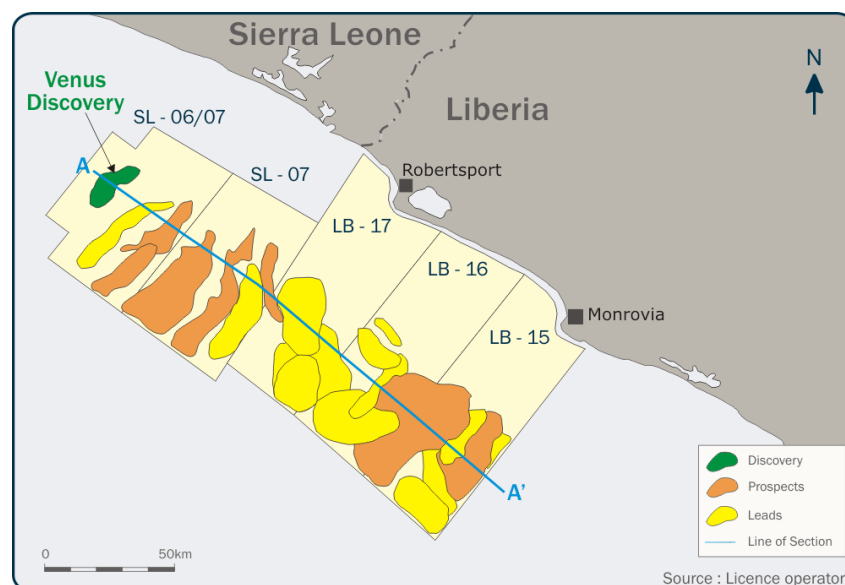 Sierra Leone
N
Venus
Discovery
SL - 06/07
Liberia
A
SL - 07
Robertsport
LB - 17
LB - 16
Monrovia
LB - 15
A'
Discovery
Prospects
Leads
Line of Section
0 50km
Source : Licence operator